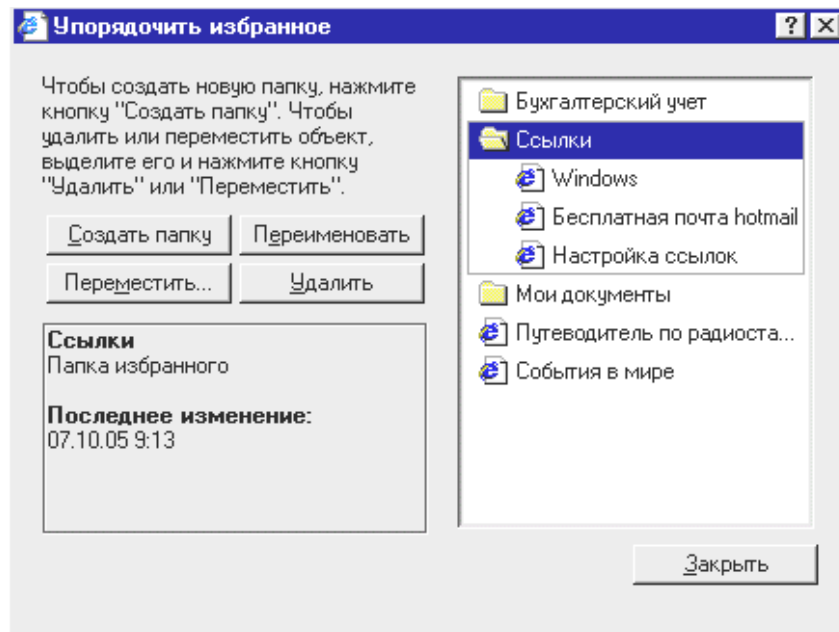 Упорядочить избранное
Чтобы создать новую папку, нажмите
кнопку "Создать папку". Чтобы
удалить или переместить объект,
выделите его и нажмите кнопку
"Удалить" или "Переместить".
Создать папку
Переименовать
Переместить...
Удалить
Ссылки
Папка избранного
Последнее изменение:
07.10.05 9:13
Бухгалтерский учет
Ссылки
Windows
Бесплатная почта hotmail
Настройка ссылок
Мои документы
Путеводитель по радиоста...
События в мире
Закрыть